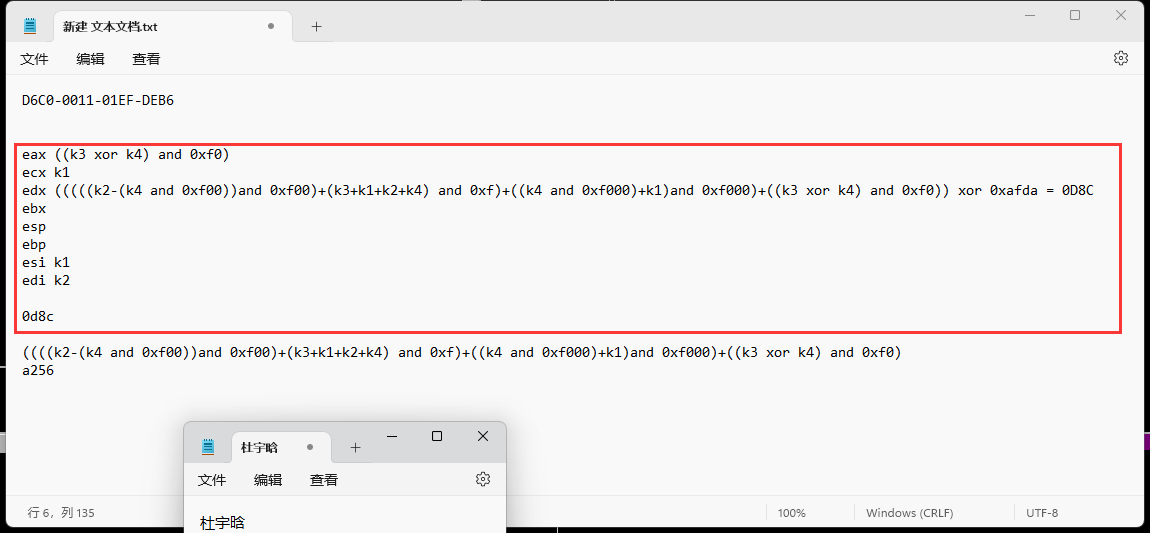 新建 文本文档.txt
文件 编辑 查看
D6C0-0011-01EF-DEB6
eax ((k3 xor k4) and 0xf0)
ecx k1
edx (((((k2-(k4 and 0xf00))and 0xf00)+(k3+k1+k2+k4) and 0xf)+((k4 and 0xf000)+k1)and 0xf000)+((k3 xor k4) and 0xf0)) xor 0xafda = 0D8C
ebx
esp
ebp
esi k1
edi k2
0d8c
((((k2-(k4 and 0xf00))and 0xf00)+(k3+k1+k2+k4) and 0xf)+((k4 and 0xf000)+k1)and 0xf000)+((k3 xor k4) and 0xf0)
a256
杜宇晗
文件 编辑 查看
杜宇晗
行 6，列 135 100% Windows (CRLF) UTF-8